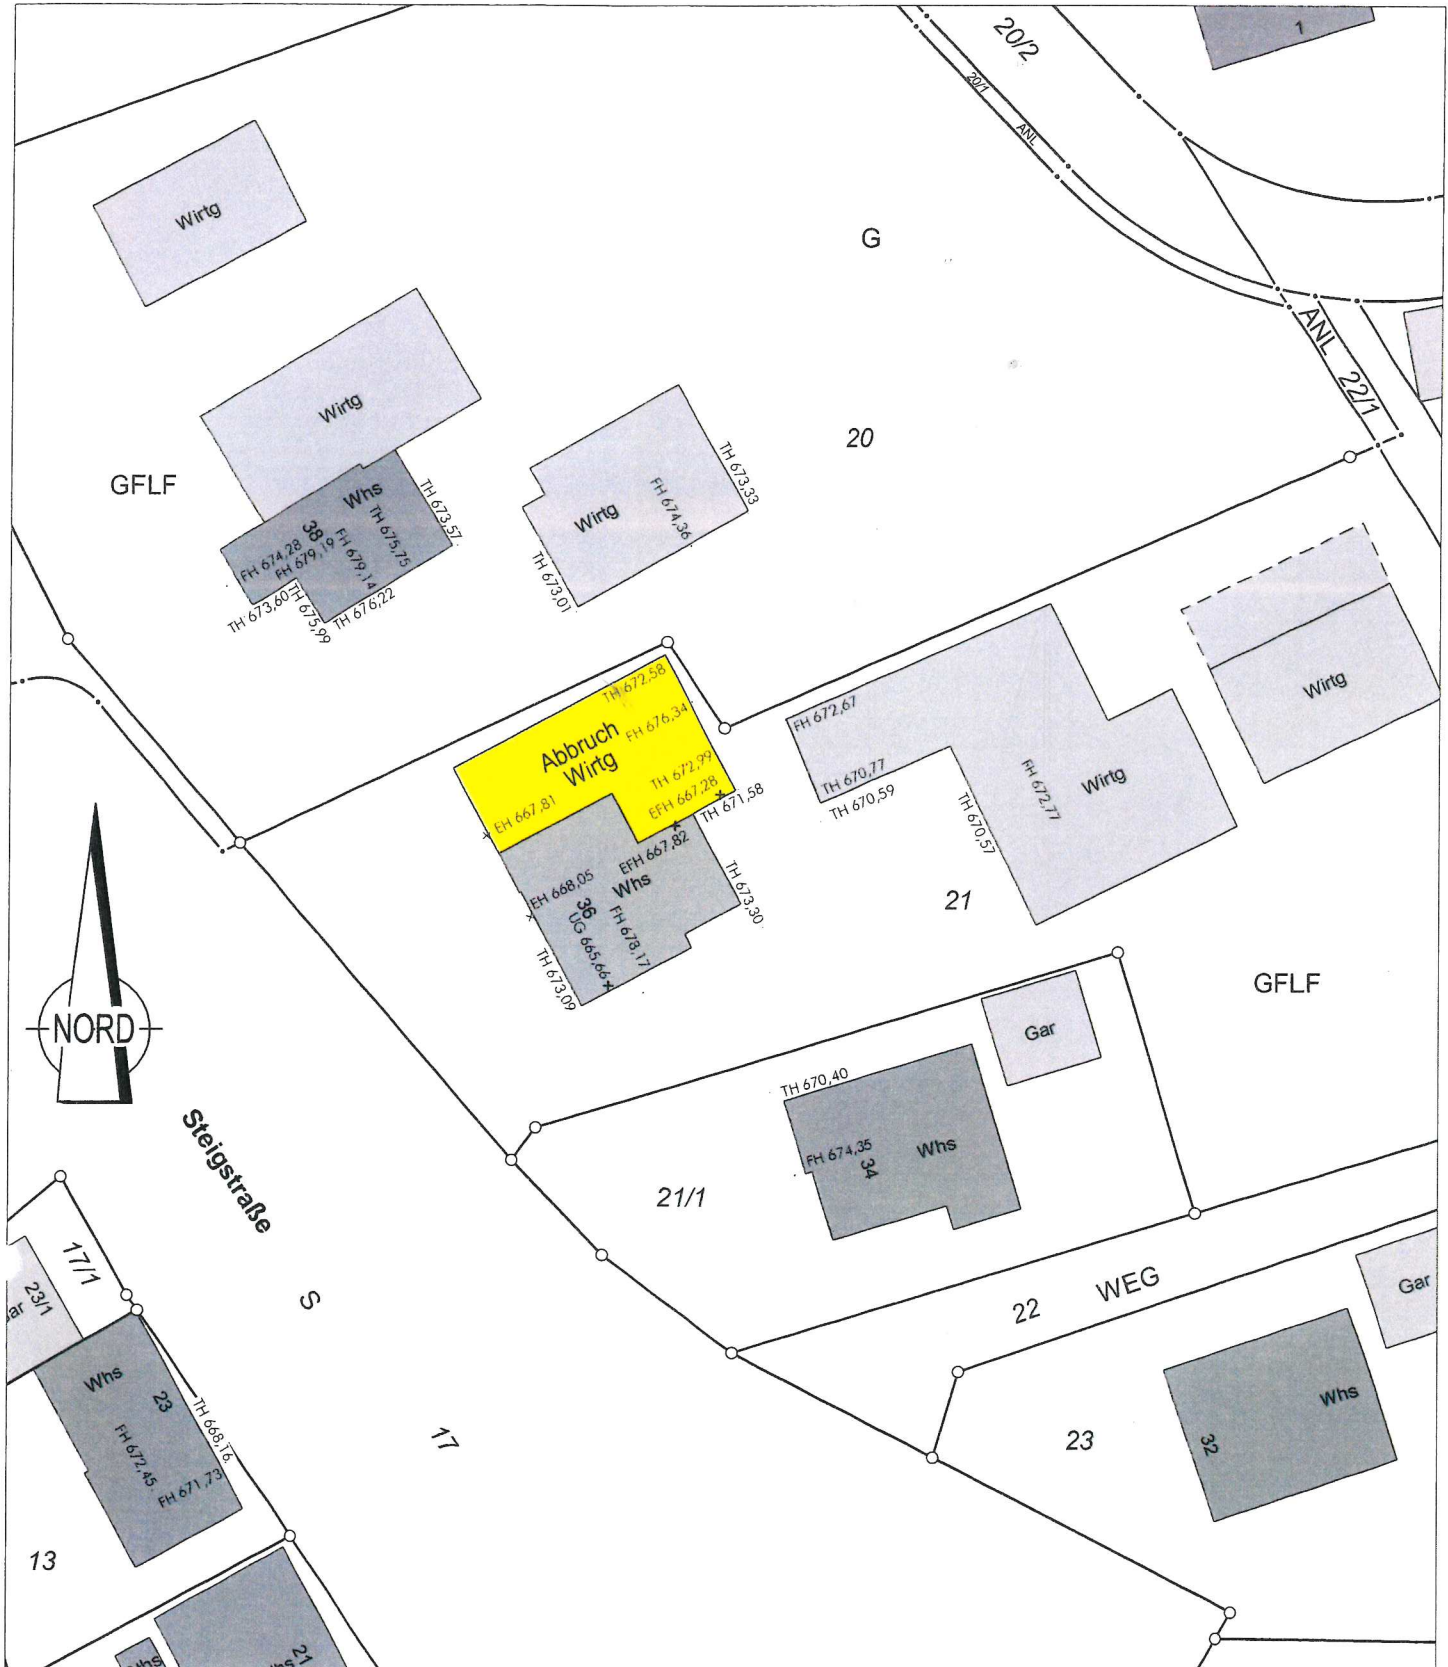 20/2
1
20/1
ANL
Wirtg
G
ANL
22/1
Wirtg
20
GFLF
Whs
38
TH 673,57
TH 675,75
FH 679,14
FH 674,28
FH 679,19
TH 673,60
TH 675,99
TH 676,22
Wirtg
FH 674,36
TH 673,33
TH 673,01
TH 672,58
FH 676,34
Abbruch
Wirtg
TH 672,99
EFH 667,28
EH 667,81
TH 671,58
EFH 667,82
Whs
EH 668,05
36
UG 665,66
FH 678,17
TH 673,30
TH 673,09
FH 672,67
TH 670,77
TH 670,59
TH 670,57
FH 672,77
Wirtg
Wirtg
21
GFLF
NORD
Gar
TH 670,40
FH 674,35
34
Whs
21/1
Steigstraße
S
17
17/1
23/1
ar
Whs
23
TH 668,16
FH 672,45
FH 671,73
13
22
WEG
Gar
Whs
32
23
21